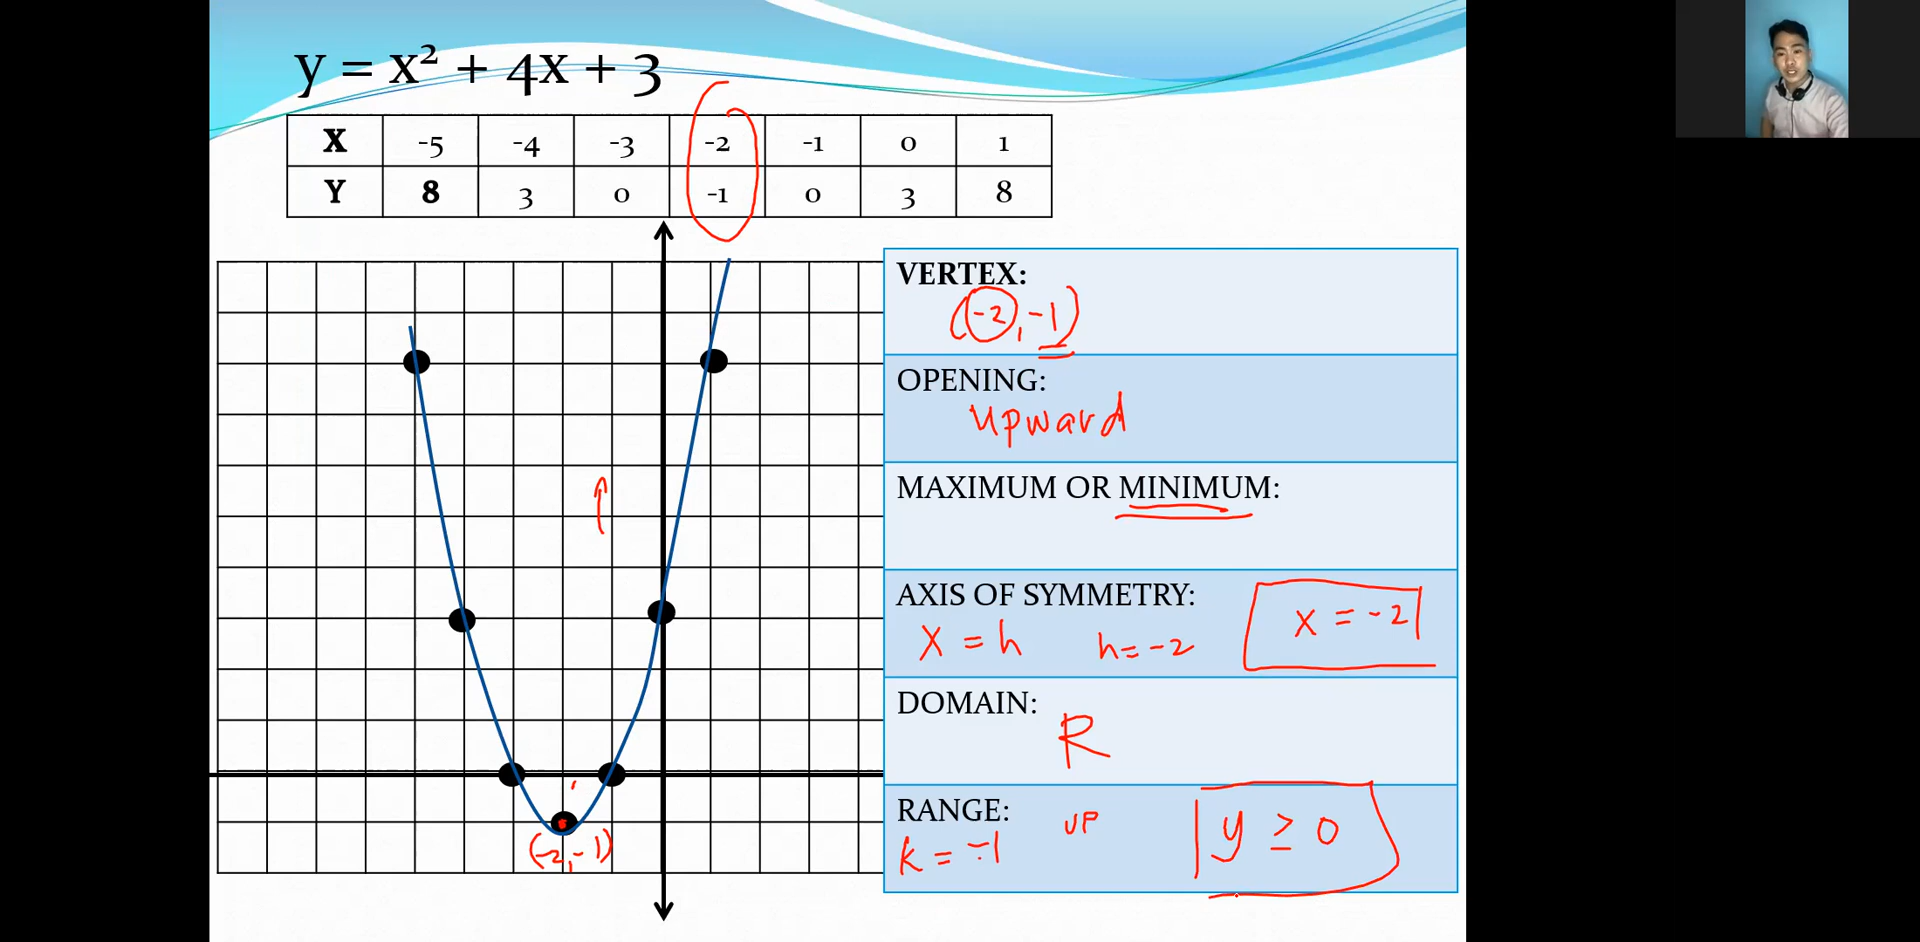 y = x² + 4x + 3
X -5 -4 -3 -2 -1 0 1
Y 8 3 0 -1 0 3 8
VERTEX:
(-2, -1)
OPENING:
upward
MAXIMUM OR MINIMUM:
AXIS OF SYMMETRY:
x = h h = -2 x = -2
DOMAIN:
R
RANGE:
k = -1 UP y ≥ 0
(-2, -1)